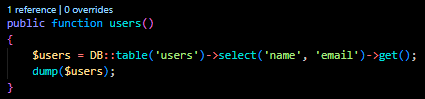 1 reference | 0 overrides
public function users()
{
    $users = DB::table('users')->select('name', 'email')->get();
    dump($users);
}